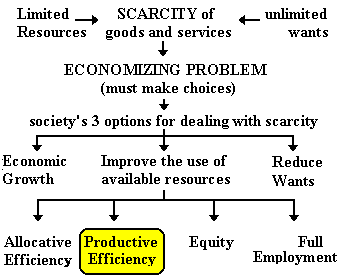 Limited
Resources
SCARCITY of
goods and services
unlimited
wants
ECONOMIZING PROBLEM
(must make choices)
society's 3 options for dealing with scarcity
Economic
Growth
Improve the use of
available resources
Reduce
Wants
Allocative
Efficiency
Productive
Efficiency
Equity
Full
Employment